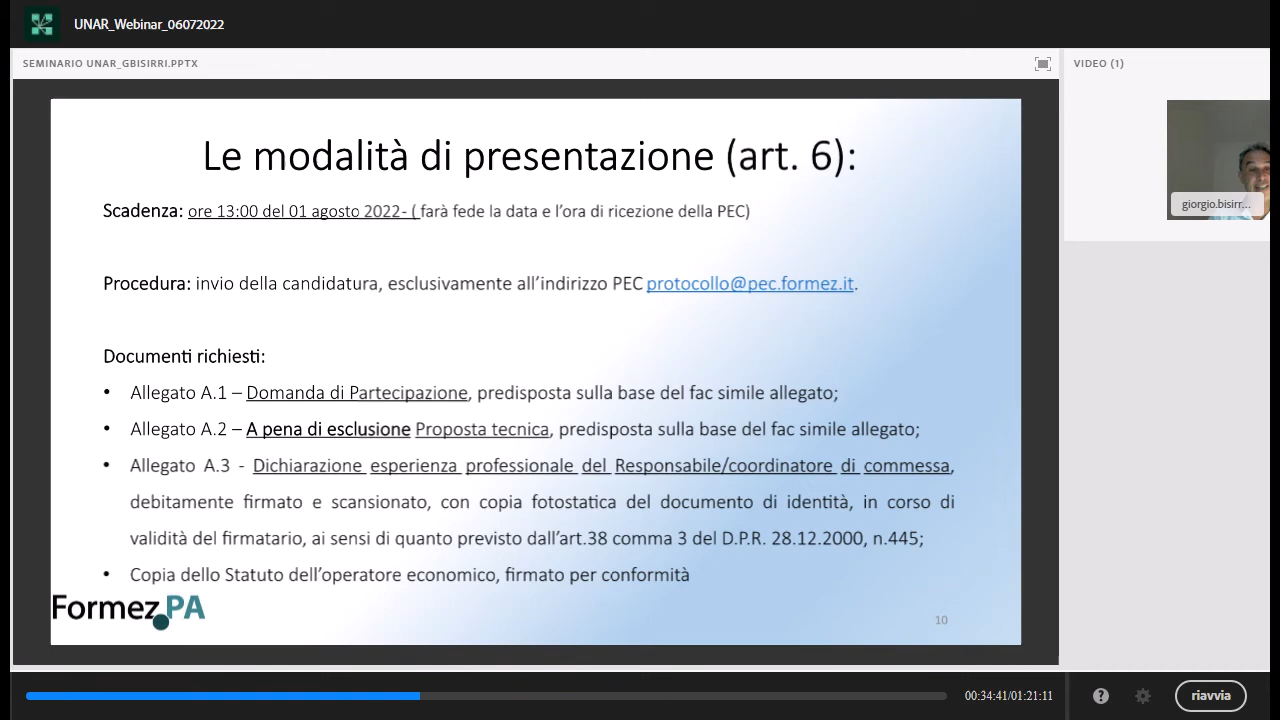 UNAR_Webinar_06072022
SEMINARIO UNAR_GBISIRRI.PPTX
VIDEO (1)
Le modalità di presentazione (art. 6):
Scadenza: ore 13:00 del 01 agosto 2022- ( farà fede la data e l’ora di ricezione della PEC)
giorgio.bisirr...
Procedura: invio della candidatura, esclusivamente all’indirizzo PEC protocollo@pec.formez.it.
Documenti richiesti:
• Allegato A.1 – Domanda di Partecipazione, predisposta sulla base del fac simile allegato;
• Allegato A.2 – A pena di esclusione Proposta tecnica, predisposta sulla base del fac simile allegato;
• Allegato A.3 - Dichiarazione esperienza professionale del Responsabile/coordinatore di commessa,
debitamente firmato e scansionato, con copia fotostatica del documento di identità, in corso di
validità del firmatario, ai sensi di quanto previsto dall’art.38 comma 3 del D.P.R. 28.12.2000, n.445;
• Copia dello Statuto dell’operatore economico, firmato per conformità
Formez PA
10
00:34:41/01:21:11
?
riavvia